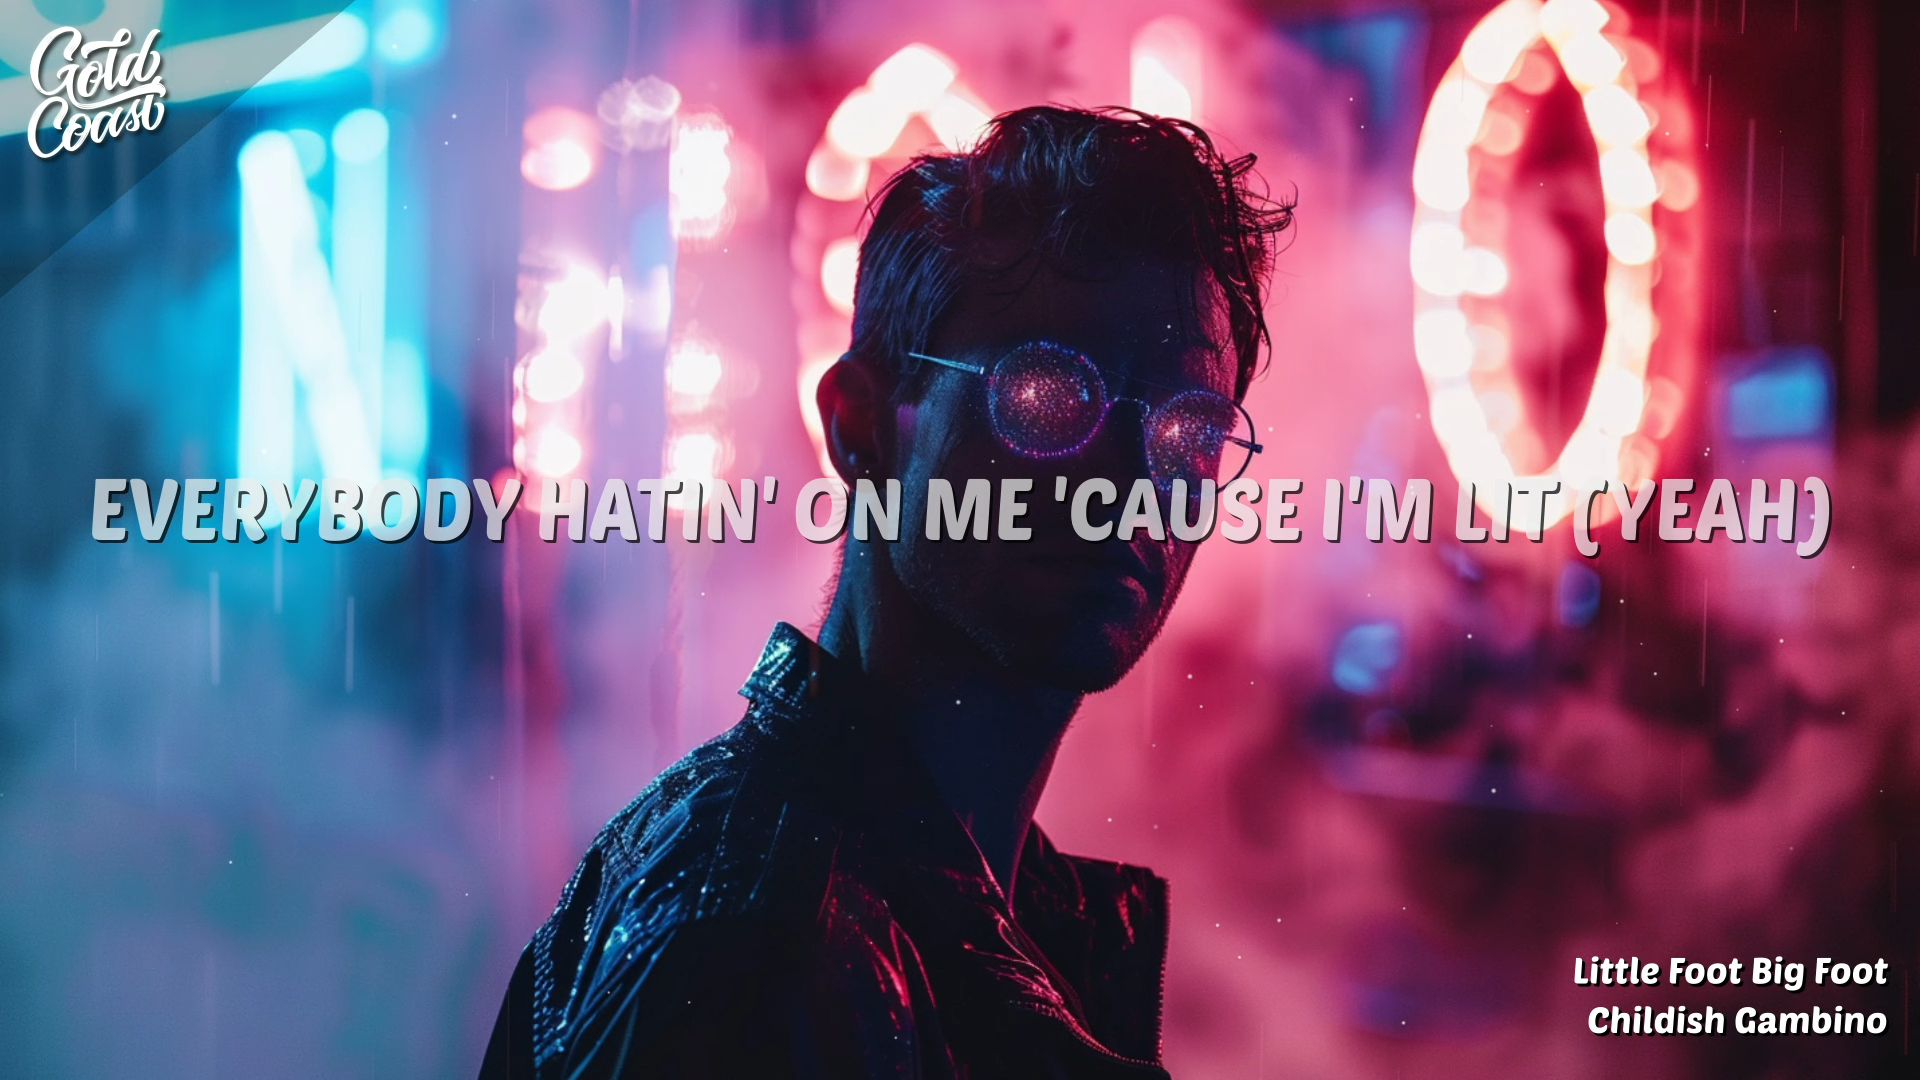 Gold
Coast
EVERYBODY HATIN' ON ME 'CAUSE I'M LIT (YEAH)
Little Foot Big Foot
Childish Gambino